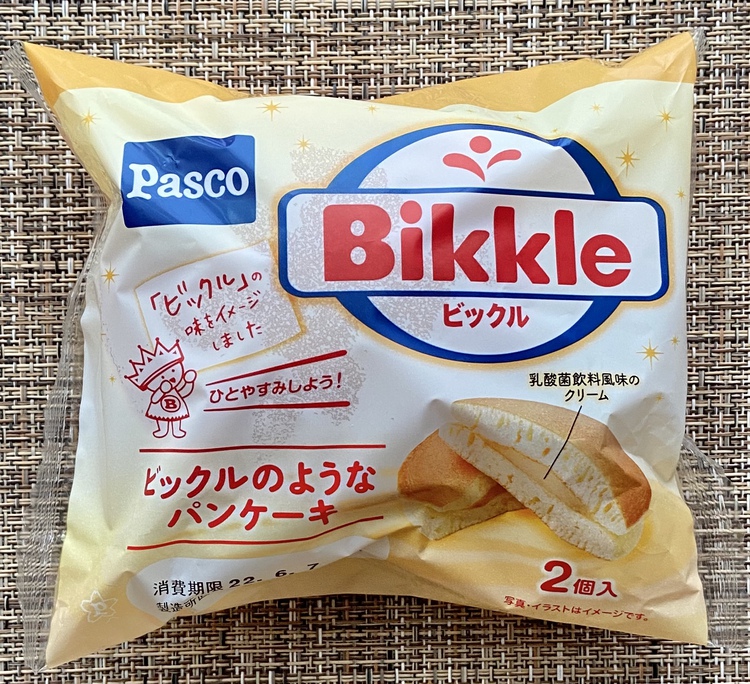 Pasco
Bikkle
ビックル
「ビックル」の
味をイメージ
しました
B
ひとやすみしよう!
乳酸菌飲料風味の
クリーム
ビックルのような
パンケーキ
消費期限 22. 6. 7
製造所
2個入
写真・イラストはイメージです。